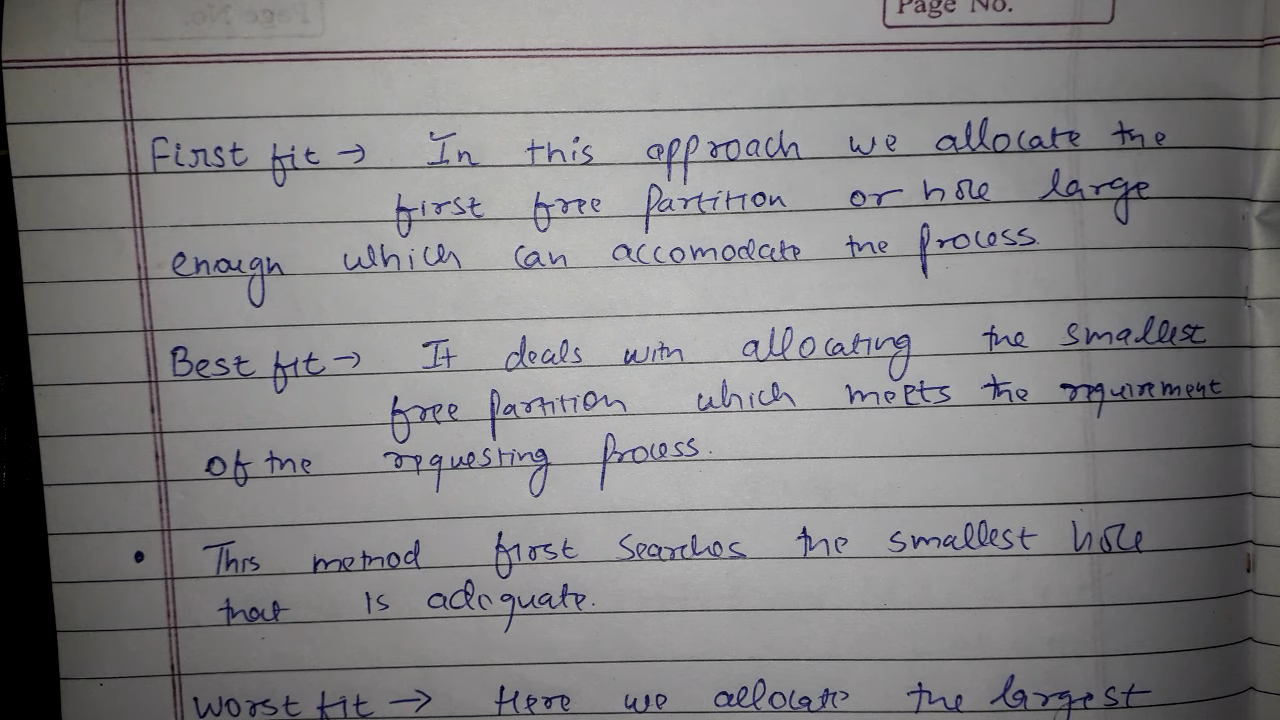 Page No.
First fit → In this approach we allocate the
first free partition or hole large
enough which can accomodate the process.
Best fit → It deals with allocating the smallest
free partition which meets the requirement
of the requesting process.
• This method first searches the smallest hole
that is adequate.
Worst fit → Here we allocate the largest